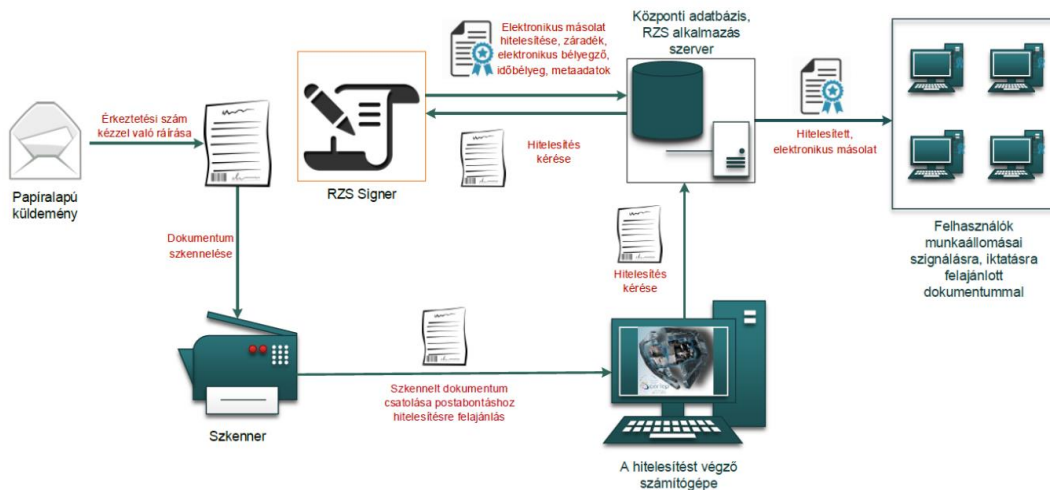 Elektronikus másolat
hitelesítése, záradék,
elektronikus bélyegző,
időbélyeg, metaadatok
Központi adatbázis,
RZS alkalmazás
szerver
Érkeztetési szám
kézzel való ráírása
Papíralapú
küldemény
RZS Signer
Hitelesítés
kérése
Hitelesített,
elektronikus másolat
Felhasználók
munkaállomásai
szignálásra, iktatásra
felajánlott
dokumentummal
Dokumentum
szkennelése
Hitelesítés
kérése
Szkennelt dokumentum
csatolása postabontáshoz
hitelesítésre felajánlás
Szkenner
A hitelesítést végző
számítógépe